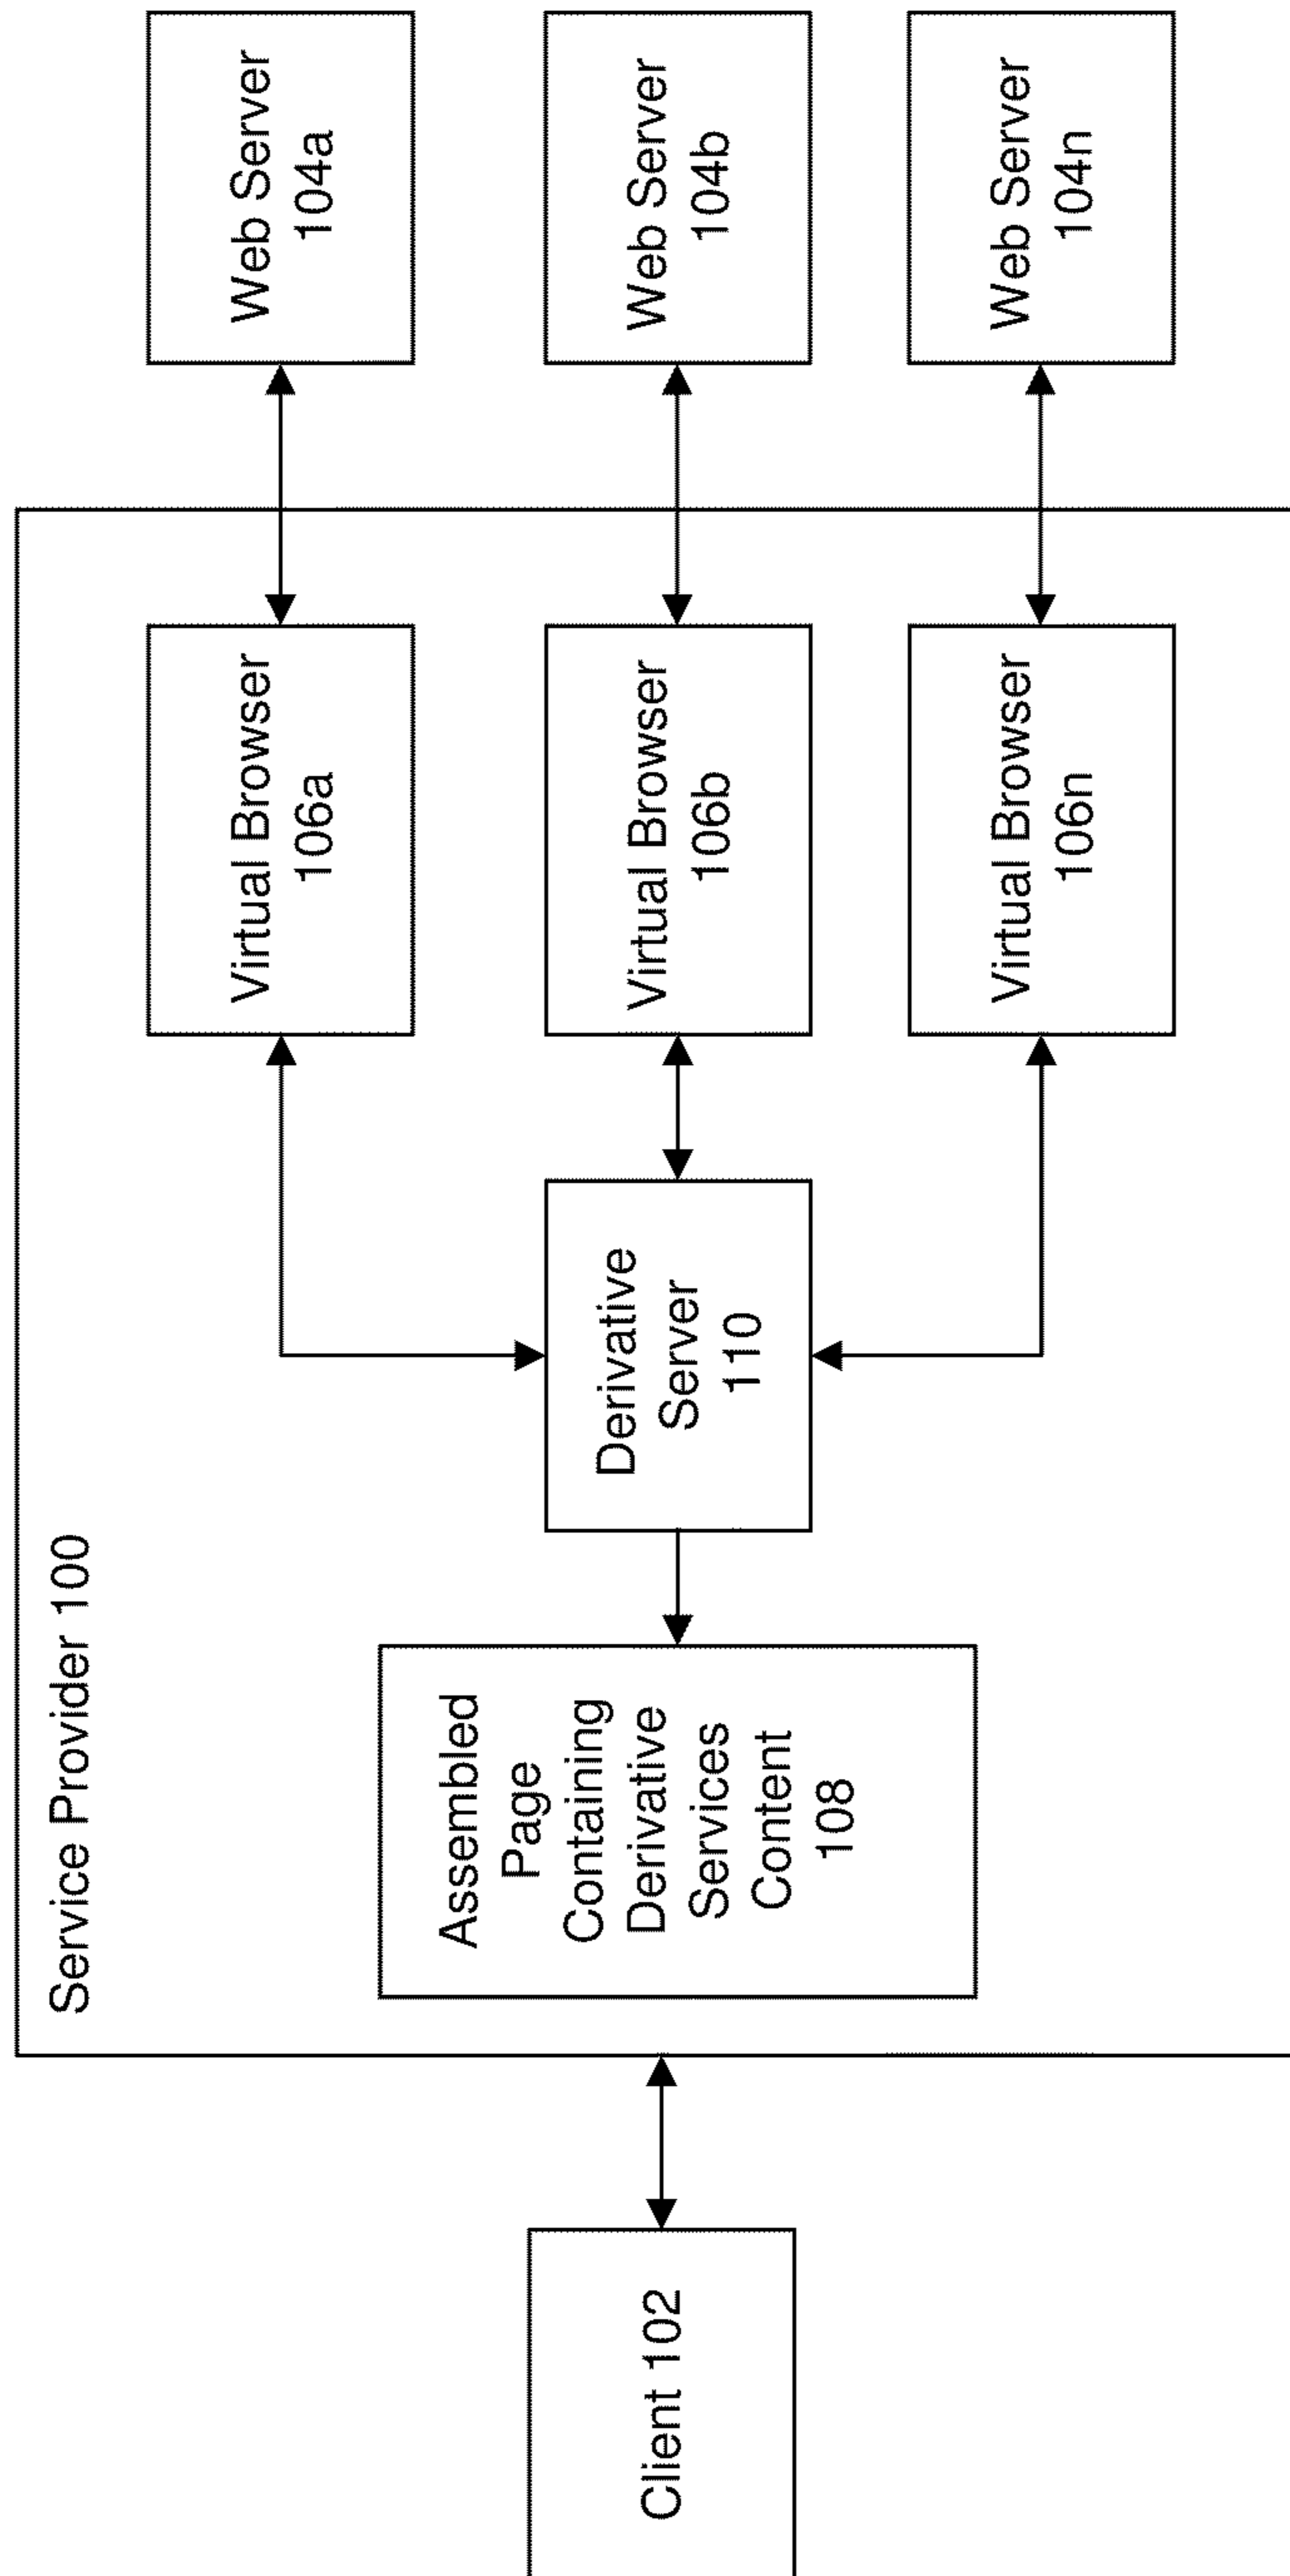 Service Provider 100
Client 102
Assembled
Page
Containing
Derivative
Services
Content
108
Derivative
Server
110
Virtual Browser
106a
Virtual Browser
106b
Virtual Browser
106n
Web Server
104a
Web Server
104b
Web Server
104n